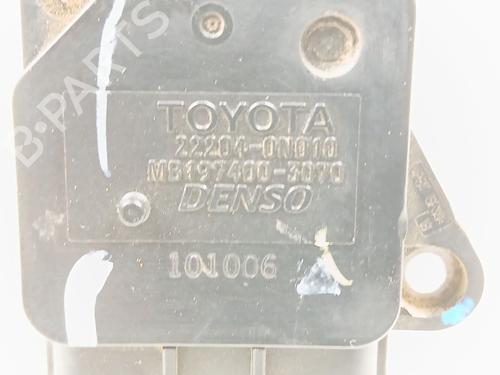 B-PARTS
TOYOTA
22204-0N010
MB197400-3070
DENSO
101006